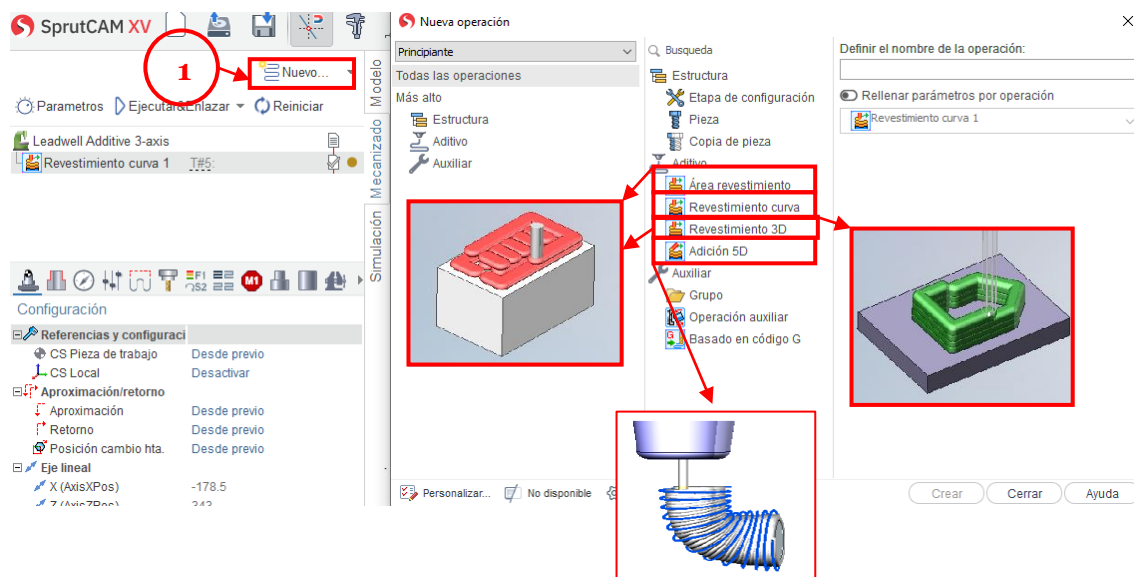 SprutCAM XV
1
Nuevo...
Parametros Ejecutar&Enlazar Reiniciar
Leadwell Additive 3-axis
Revestimiento curva 1 T#5:
Modelo
Mecanizado
Simulación
Configuración
Referencias y configuraci
CS Pieza de trabajo Desde previo
CS Local Desactivar
Aproximación/retorno
Aproximación Desde previo
Retorno Desde previo
Posición cambio hta. Desde previo
Eje lineal
X (AxisXPos) -178.5
Z (AxisZPos) 343
Nueva operación
Principiante
Todas las operaciones
Más alto
Estructura
Aditivo
Auxiliar
Busqueda
Estructura
Etapa de configuración
Pieza
Copia de pieza
Aditivo
Área revestimiento
Revestimiento curva
Revestimiento 3D
Adición 5D
Auxiliar
Grupo
Operación auxiliar
Basado en código G
Definir el nombre de la operación:
Rellenar parámetros por operación
Revestimiento curva 1
Personalizar... No disponible
Crear Cerrar Ayuda